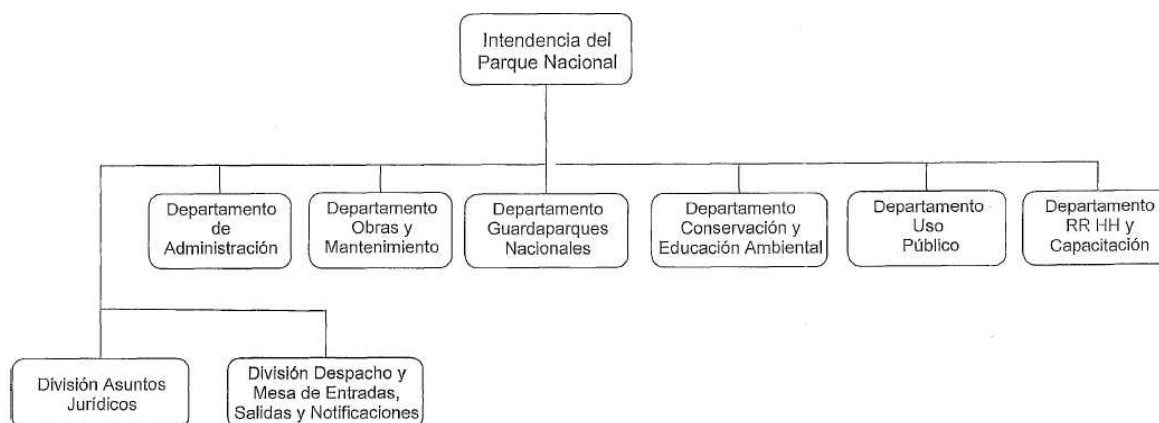 Intendencia del
Parque Nacional
Departamento
de
Administración
Departamento
Obras y
Mantenimiento
Departamento
Guardaparques
Nacionales
Departamento
Conservación y
Educación Ambiental
Departamento
Uso
Público
Departamento
RR HH y
Capacitación
División Asuntos
Jurídicos
División Despacho y
Mesa de Entradas,
Salidas y Notificaciones